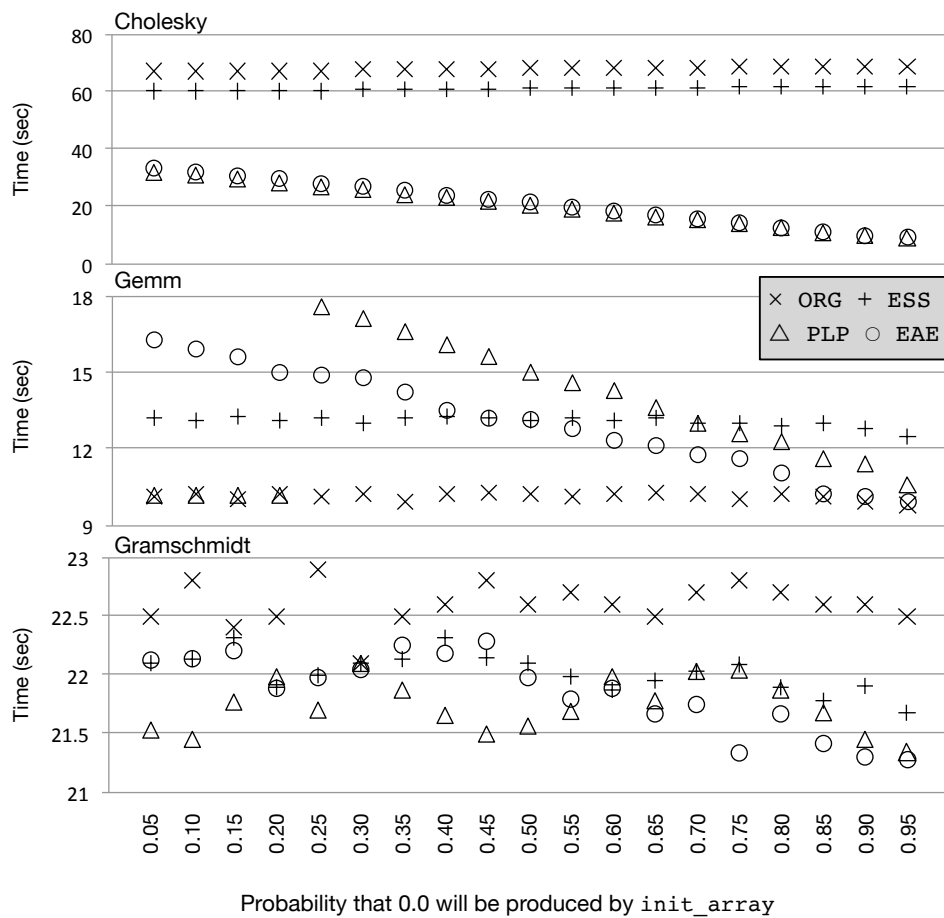 Cholesky
80
60
40
20
0
Time (sec)
Gemm
18
15
12
9
Time (sec)
× ORG + ESS
△ PLP ○ EAE
Gramschmidt
23
22.5
22
21.5
21
Time (sec)
0.05 0.10 0.15 0.20 0.25 0.30 0.35 0.40 0.45 0.50 0.55 0.60 0.65 0.70 0.75 0.80 0.85 0.90 0.95
Probability that 0.0 will be produced by init_array